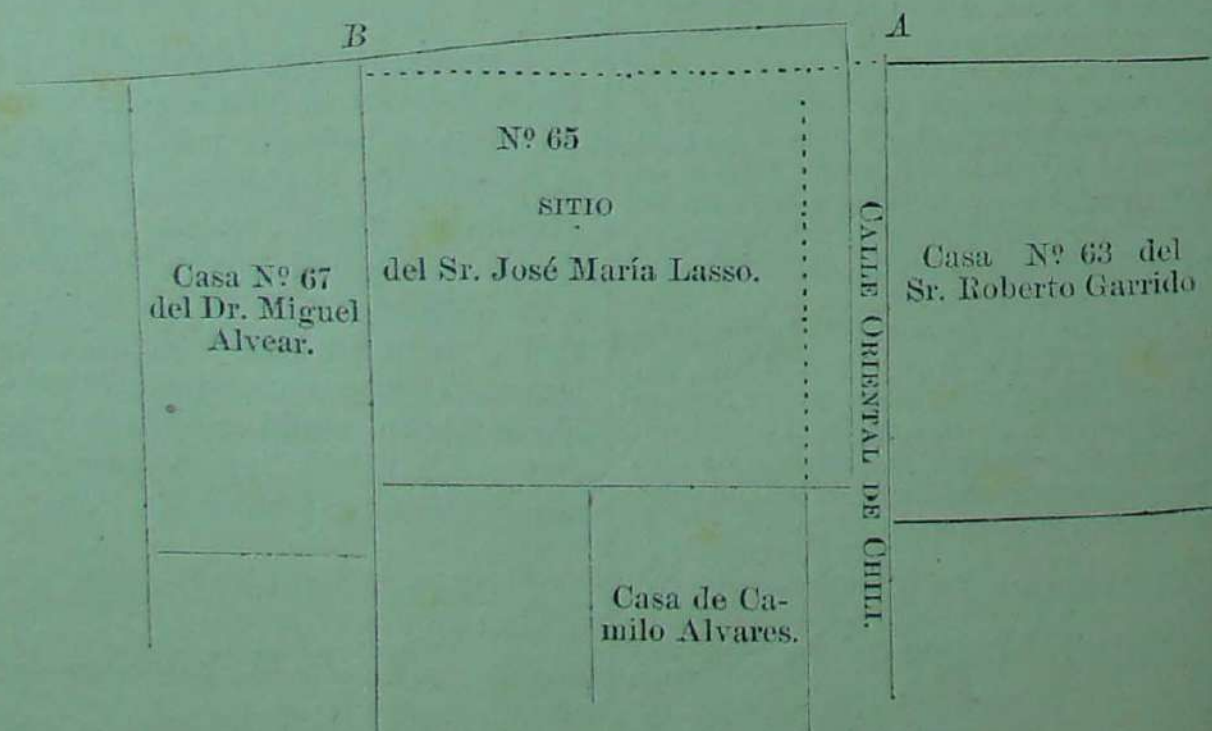 B
A
Nº 65
SITIO
del Sr. José María Lasso.
Casa Nº 67
del Dr. Miguel
Alvear.
CALLE ORIENTAL DE CHILI.
Casa Nº 63 del
Sr. Roberto Garrido
Casa de Ca-
milo Alvares.